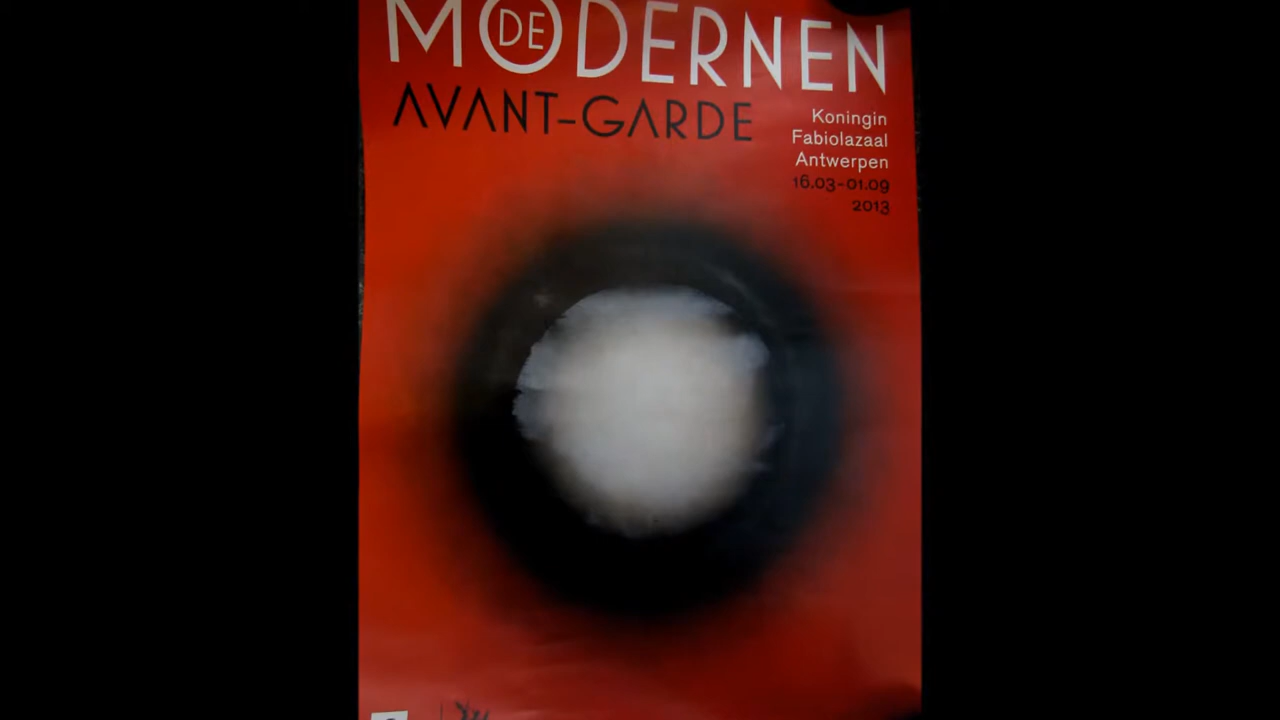 DE MODERNEN
AVANT-GARDE
Koningin
Fabiolazaal
Antwerpen
16.03-01.09
2013